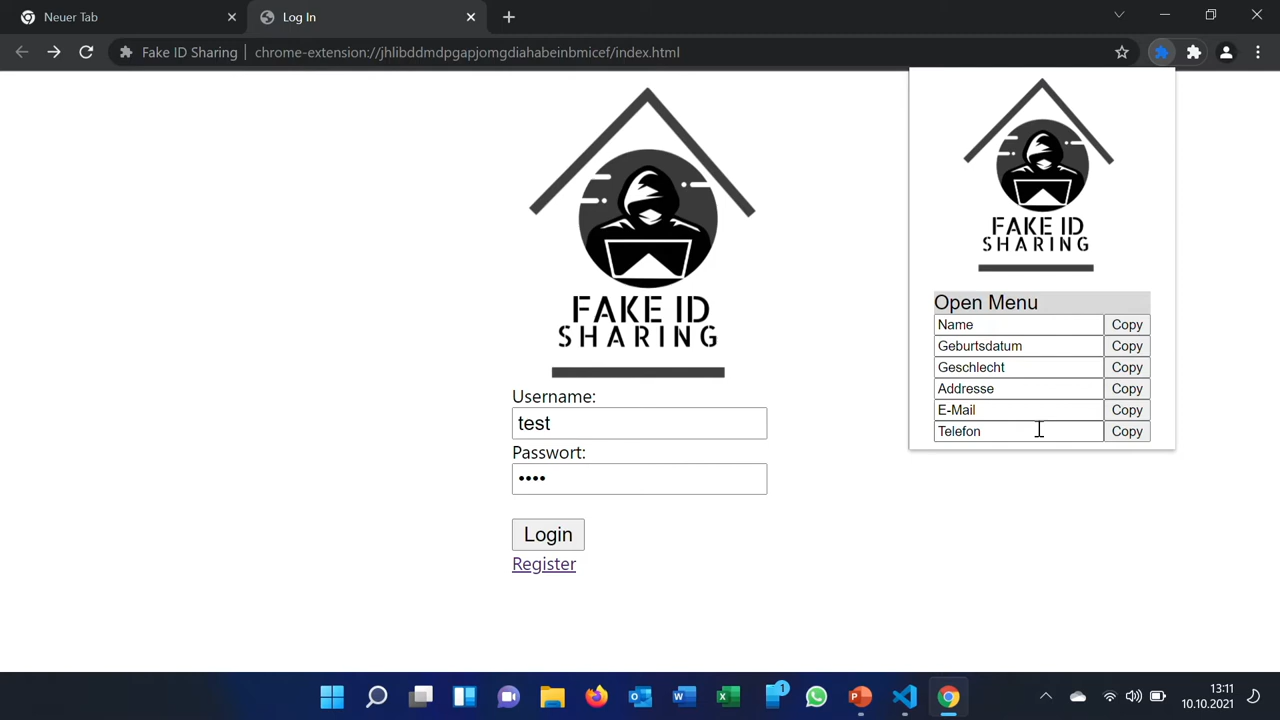 Neuer Tab
Log In
Fake ID Sharing
chrome-extension://jhlibddmdpgapjomgdiahabeinbmicef/index.html
FAKE ID
SHARING
Username:
test
Passwort:
••••
Login
Register
FAKE ID
SHARING
Open Menu
Name Copy
Geburtsdatum Copy
Geschlecht Copy
Addresse Copy
E-Mail Copy
Telefon Copy
1
13:11
10.10.2021